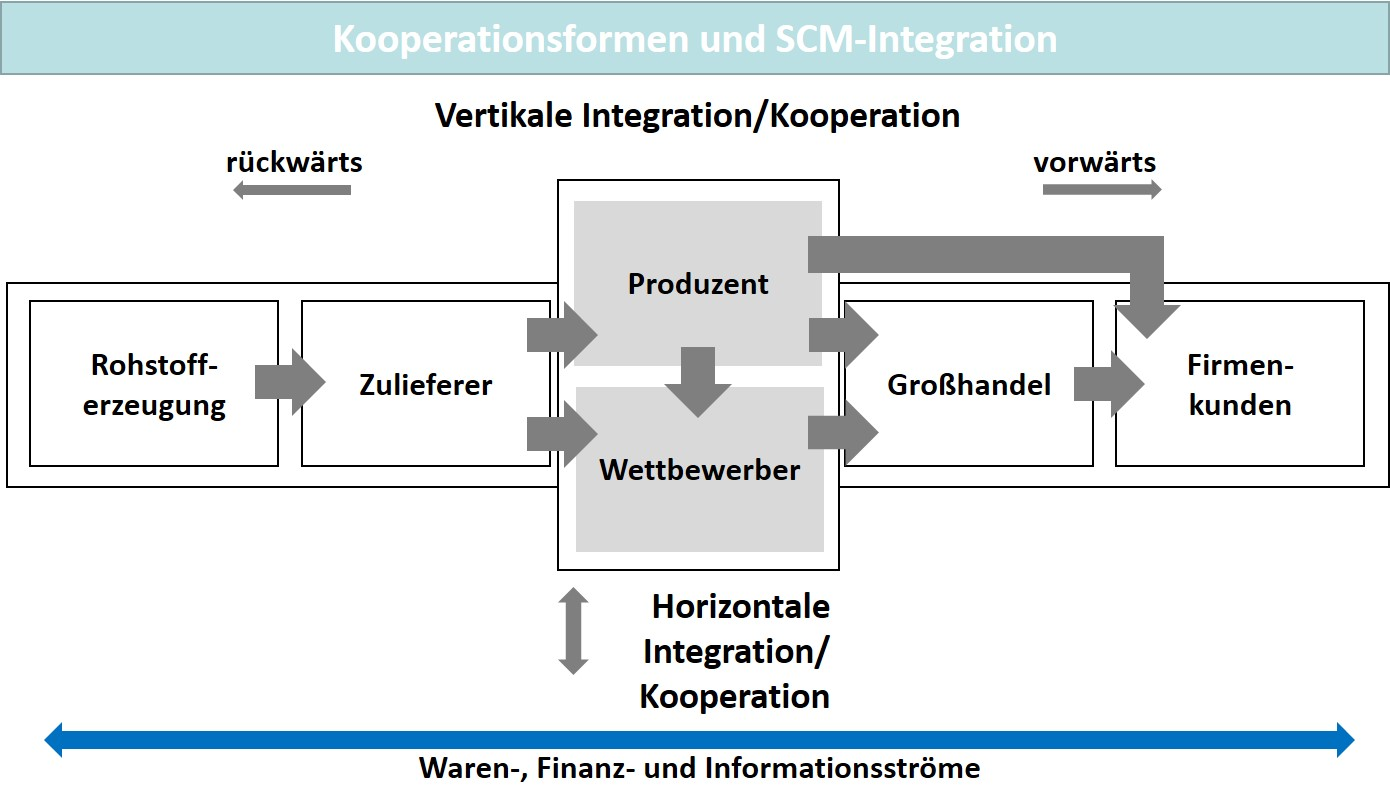 Kooperationsformen und SCM-Integration
Vertikale Integration/Kooperation
rückwärts
vorwärts
Produzent
Rohstoff-
erzeugung
Zulieferer
Großhandel
Firmen-
kunden
Wettbewerber
Horizontale
Integration/
Kooperation
Waren-, Finanz- und Informationsströme